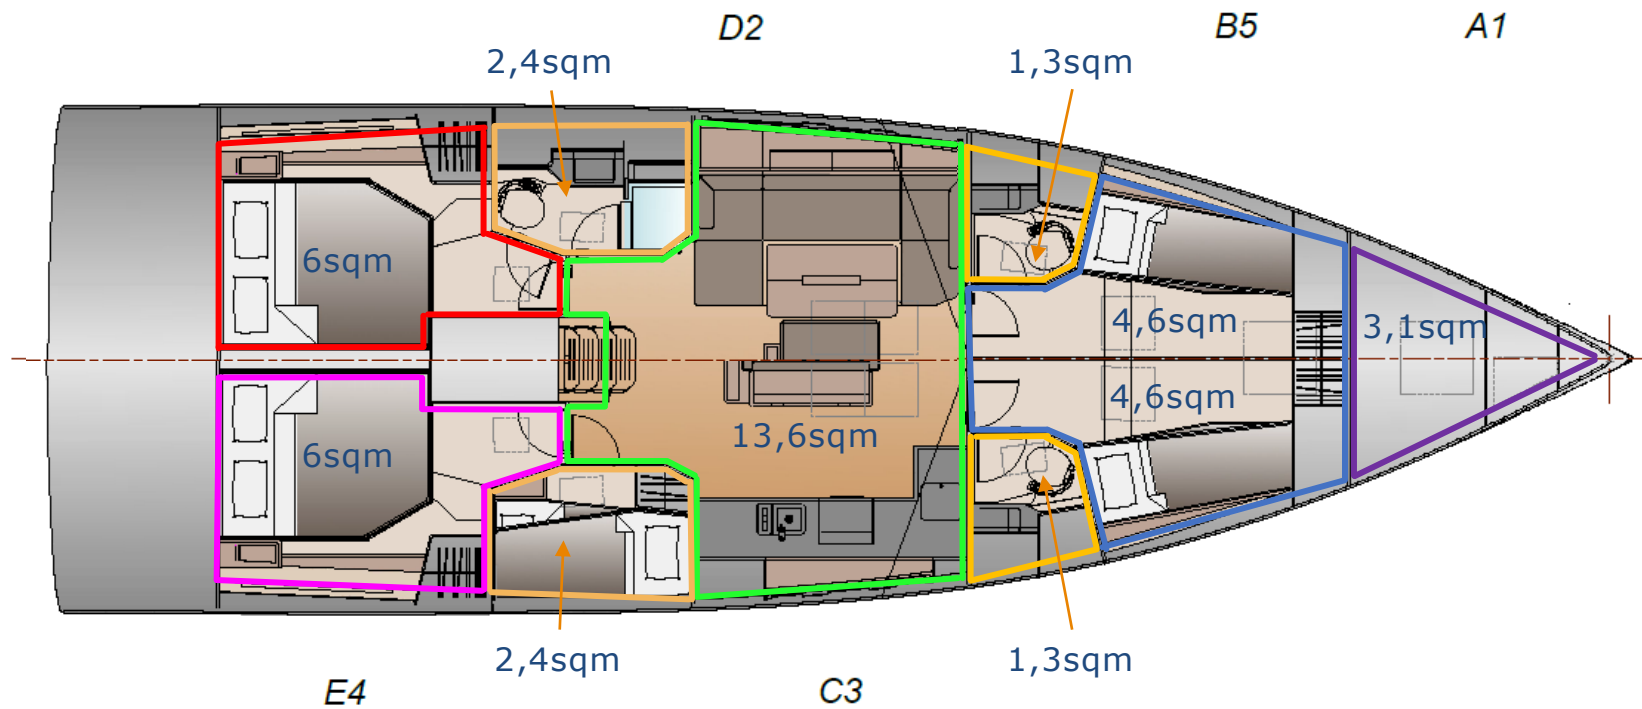 D2
B5
A1
2,4sqm
1,3sqm
6sqm
4,6sqm
3,1sqm
4,6sqm
13,6sqm
6sqm
2,4sqm
1,3sqm
E4
C3